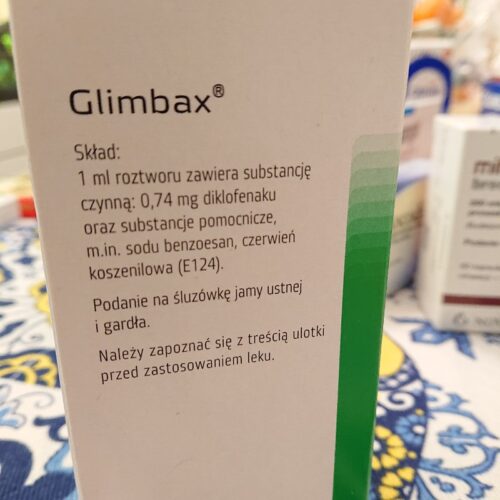 Glimbax®
Skład:
1 ml roztworu zawiera substancję
czynną: 0,74 mg diklofenaku
oraz substancje pomocnicze,
m.in. sodu benzoesan, czerwień
koszenilowa (E124).
Podanie na śluzówkę jamy ustnej
i gardła.
Należy zapoznać się z treścią ulotki
przed zastosowaniem leku.